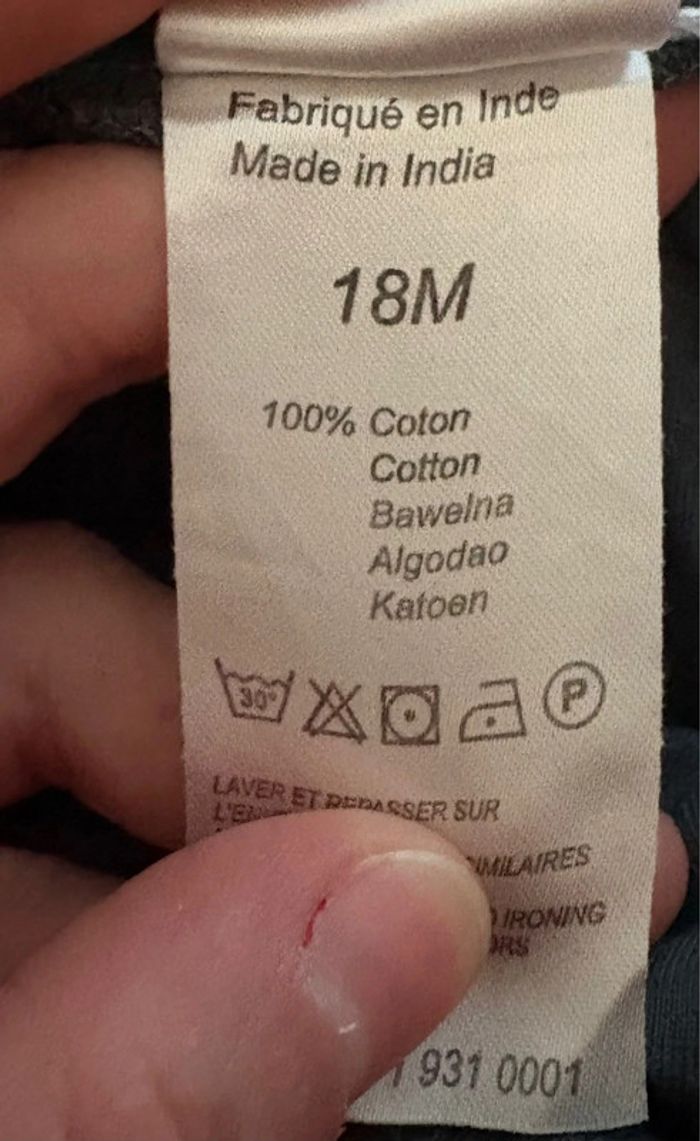 Fabriqué en Inde
Made in India
18M
100% Coton
Cotton
Bawelna
Algodao
Katoen
30° P
LAVER ET REPASSER SUR
IRONING
931 0001